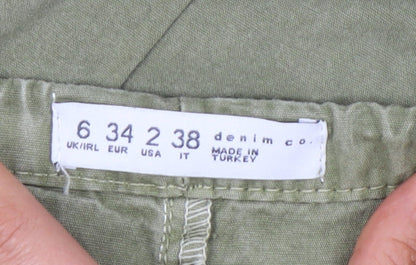 6 34 2 38 denim co.
UK/IRL EUR USA IT MADE IN
TURKEY